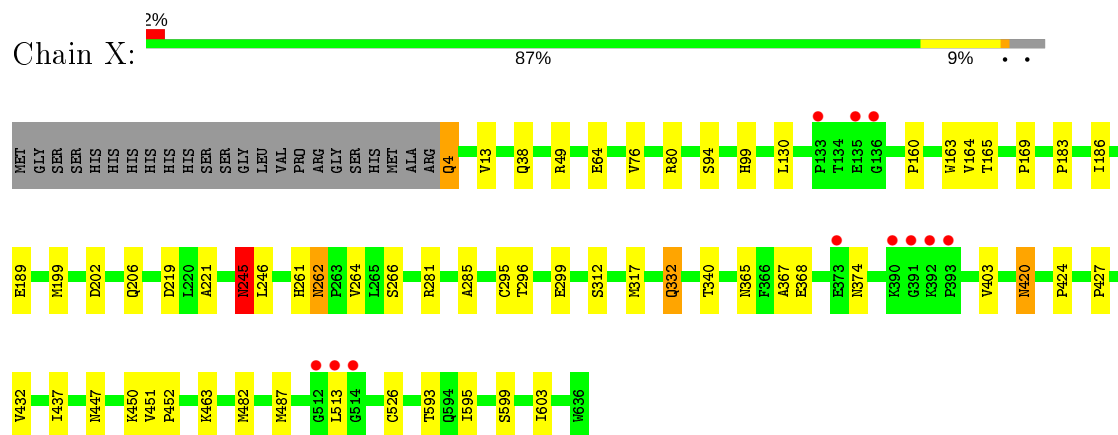 2%
Chain X:
87%
9%
MET GLY SER SER HIS HIS HIS HIS HIS HIS SER SER GLY LEU VAL PRO ARG GLY SER HIS MET ALA ARG Q4 V13 Q38 R49 E64 V76 R80 S94 H99 L130 P133 T134 E135 G136 P160 W163 V164 T165 P169 P183 I186
E189 M199 D202 Q206 D219 L220 A221 N245 L246 H261 N262 P263 V264 L265 S266 R281 A285 C295 T296 E299 S312 M317 Q332 T340 N365 F366 A367 E368 E373 N374 K390 G391 K392 P393 V403 N420 P424 P427
V432 I437 N447 K450 V451 P452 K463 M482 M487 G512 L513 G514 C526 T593 Q594 I595 S599 I603 W636